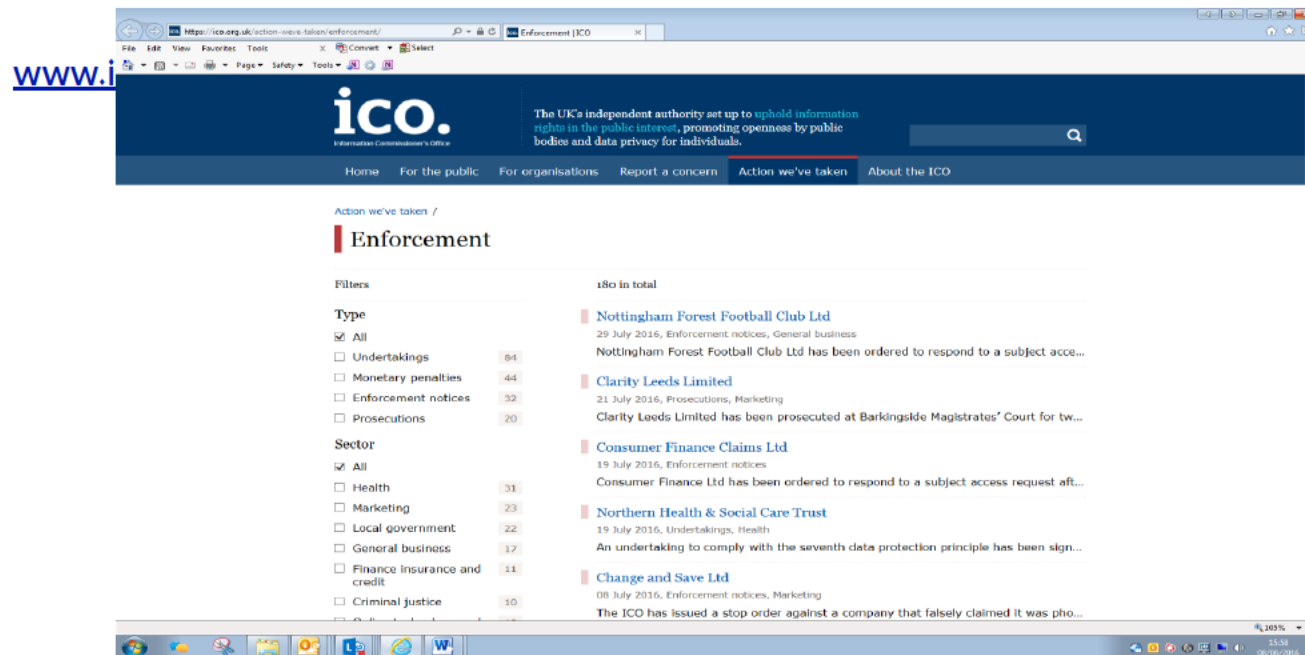 https://ico.org.uk/action-weve-taken/enforcement/
Enforcement | ICO
File Edit View Favorites Tools
Convert
Select
Page Safety Tools
www.i
ico.
Information Commissioner's Office
The UK's independent authority set up to uphold information
rights in the public interest, promoting openness by public
bodies and data privacy for individuals.
Home For the public For organisations Report a concern Action we've taken About the ICO
Action we've taken /
Enforcement
Filters
Type
All
Undertakings 84
Monetary penalties 44
Enforcement notices 32
Prosecutions 20
Sector
All
Health 31
Marketing 23
Local government 22
General business 17
Finance insurance and 11
credit
Criminal justice 10
180 in total
Nottingham Forest Football Club Ltd
29 July 2016, Enforcement notices, General business
Nottingham Forest Football Club Ltd has been ordered to respond to a subject acce...
Clarity Leeds Limited
21 July 2016, Prosecutions, Marketing
Clarity Leeds Limited has been prosecuted at Barkingside Magistrates' Court for tw...
Consumer Finance Claims Ltd
19 July 2016, Enforcement notices
Consumer Finance Ltd has been ordered to respond to a subject access request aft...
Northern Health & Social Care Trust
19 July 2016, Undertakings, Health
An undertaking to comply with the seventh data protection principle has been sign...
Change and Save Ltd
08 July 2016, Enforcement notices, Marketing
The ICO has issued a stop order against a company that falsely claimed it was pho...
105%
15:53
08/08/2016